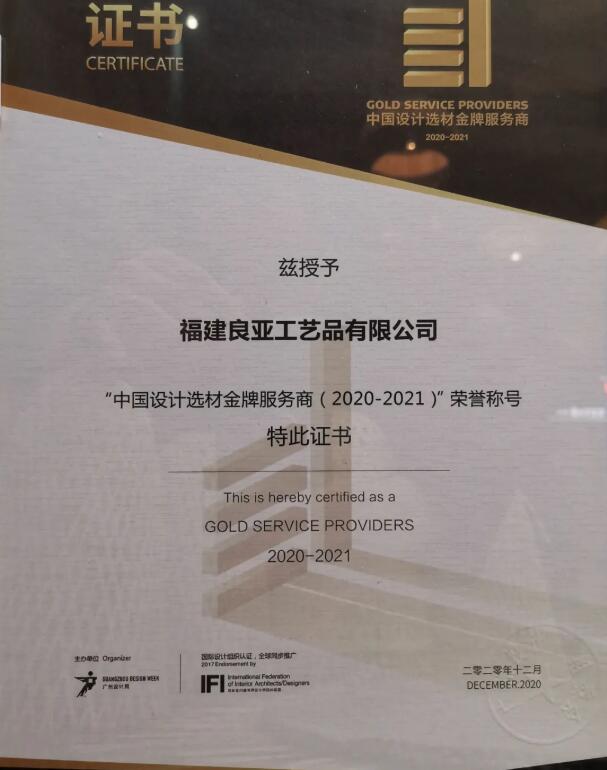 证书
CERTIFICATE
GOLD SERVICE PROVIDERS
中国设计选材金牌服务商
2020-2021
兹授予
福建良亚工艺品有限公司
“中国设计选材金牌服务商（2020-2021）”荣誉称号
特此证书
This is hereby certified as a
GOLD SERVICE PROVIDERS
2020-2021
主办单位 Organizer
GUANGZHOU DESIGN WEEK
广州设计周
国际设计组织认证，全球同步推广
2017 Endorsement by
IFI International Federation
of Interior Architects/Designers
二零二零年十二月
DECEMBER.2020